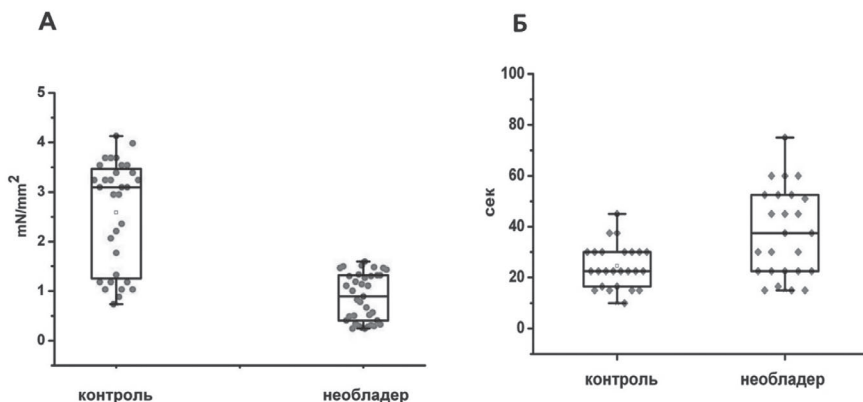 А
mN/mm²
5
4
3
2
1
0
контроль
необладер
Б
сек
100
80
60
40
20
0
контроль
необладер